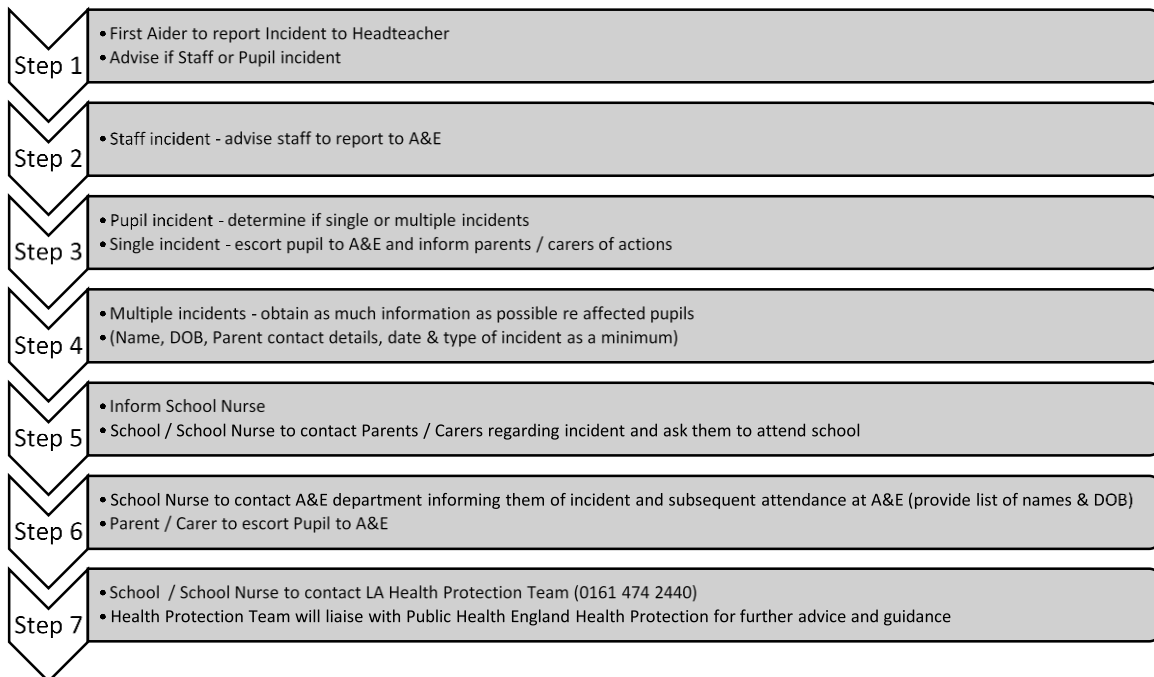 Step 1
• First Aider to report Incident to Headteacher
• Advise if Staff or Pupil incident
Step 2
• Staff incident - advise staff to report to A&E
Step 3
• Pupil incident - determine if single or multiple incidents
• Single incident - escort pupil to A&E and inform parents / carers of actions
Step 4
• Multiple incidents - obtain as much information as possible re affected pupils
• (Name, DOB, Parent contact details, date & type of incident as a minimum)
Step 5
• Inform School Nurse
• School / School Nurse to contact Parents / Carers regarding incident and ask them to attend school
Step 6
• School Nurse to contact A&E department informing them of incident and subsequent attendance at A&E (provide list of names & DOB)
• Parent / Carer to escort Pupil to A&E
Step 7
• School / School Nurse to contact LA Health Protection Team (0161 474 2440)
• Health Protection Team will liaise with Public Health England Health Protection for further advice and guidance